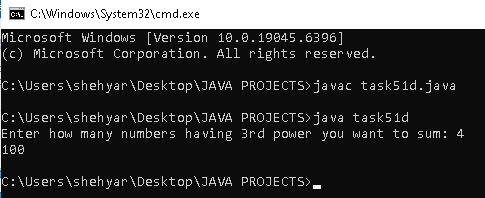 C:\Windows\System32\cmd.exe
Microsoft Windows [Version 10.0.19045.6396]
(c) Microsoft Corporation. All rights reserved.
C:\Users\shehyar\Desktop\JAVA PROJECTS>javac task51d.java
C:\Users\shehyar\Desktop\JAVA PROJECTS>java task51d
Enter how many numbers having 3rd power you want to sum: 4
100
C:\Users\shehyar\Desktop\JAVA PROJECTS>